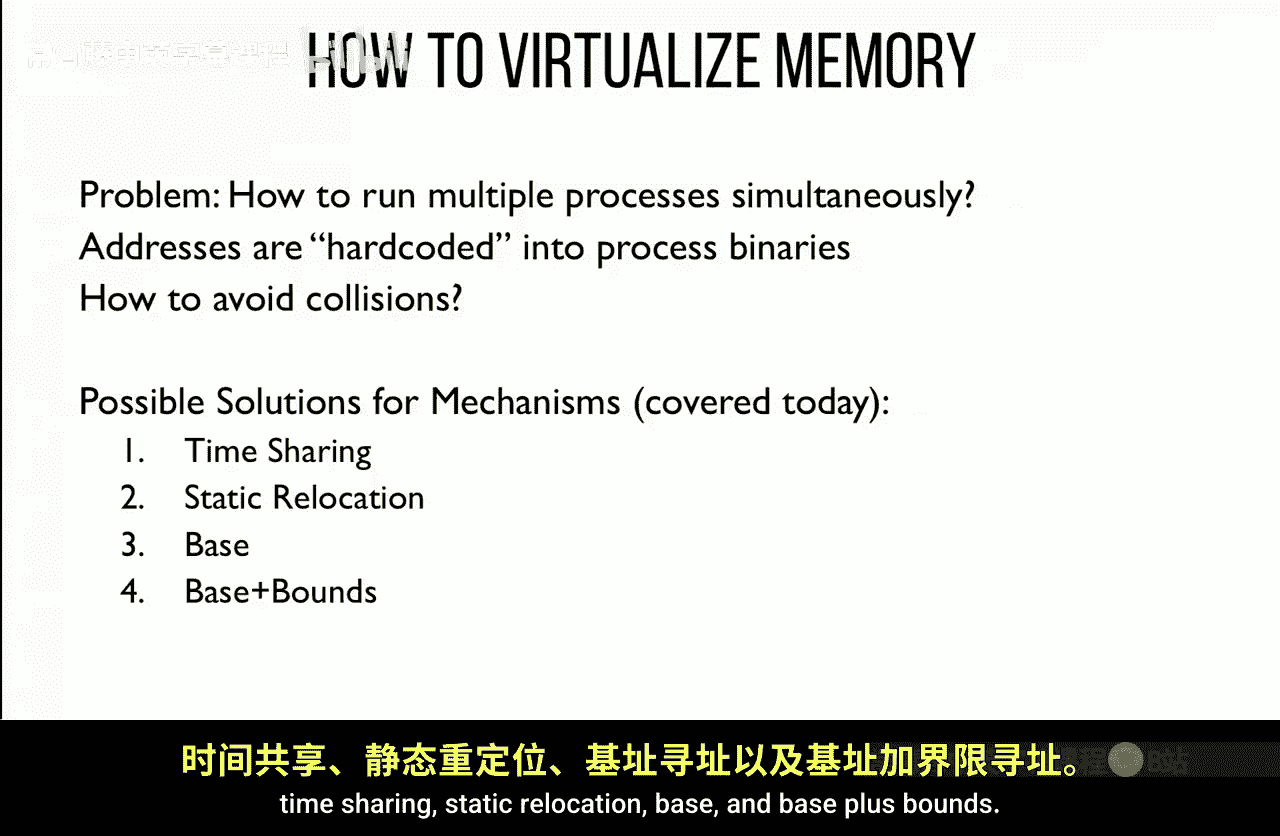 HOW TO VIRTUALIZE MEMORY
Problem: How to run multiple processes simultaneously?
Addresses are “hardcoded” into process binaries
How to avoid collisions?
Possible Solutions for Mechanisms (covered today):
1. Time Sharing
2. Static Relocation
3. Base
4. Base+Bounds
时间共享、静态重定位、基址寻址以及基址加界限寻址。
time sharing, static relocation, base, and base plus bounds.